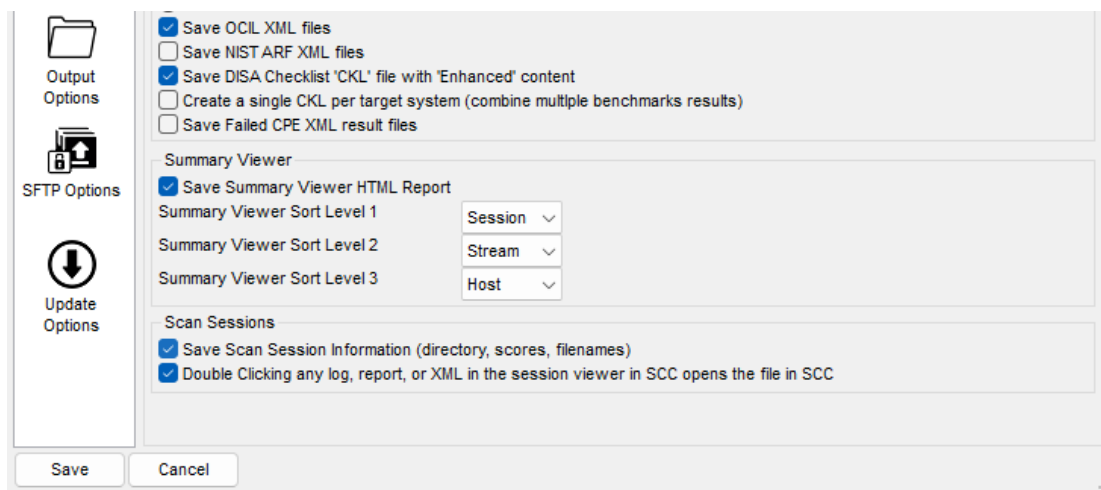 Save OCIL XML files
Save NIST ARF XML files
Save DISA Checklist 'CKL' file with 'Enhanced' content
Create a single CKL per target system (combine multiple benchmarks results)
Save Failed CPE XML result files
Output
Options
SFTP Options
Update
Options
Summary Viewer
Save Summary Viewer HTML Report
Summary Viewer Sort Level 1
Session
Summary Viewer Sort Level 2
Stream
Summary Viewer Sort Level 3
Host
Scan Sessions
Save Scan Session Information (directory, scores, filenames)
Double Clicking any log, report, or XML in the session viewer in SCC opens the file in SCC
Save
Cancel